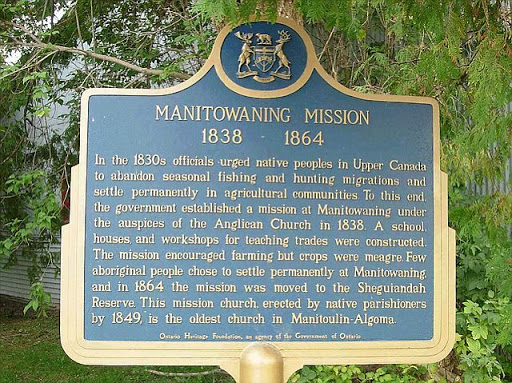 MANITOWANING MISSION
1838 - 1864
In the 1830s officials urged native peoples in Upper Canada
to abandon seasonal fishing and hunting migrations and
settle permanently in agricultural communities. To this end,
the government established a mission at Manitowaning under
the auspices of the Anglican Church in 1838. A school,
houses, and workshops for teaching trades were constructed.
The mission encouraged farming but crops were meagre. Few
aboriginal people chose to settle permanently at Manitowaning,
and in 1864 the mission was moved to the Sheguiandah
Reserve. This mission church, erected by native parishioners
by 1849, is the oldest church in Manitoulin-Algoma.
Ontario Heritage Foundation, an agency of the Government of Ontario